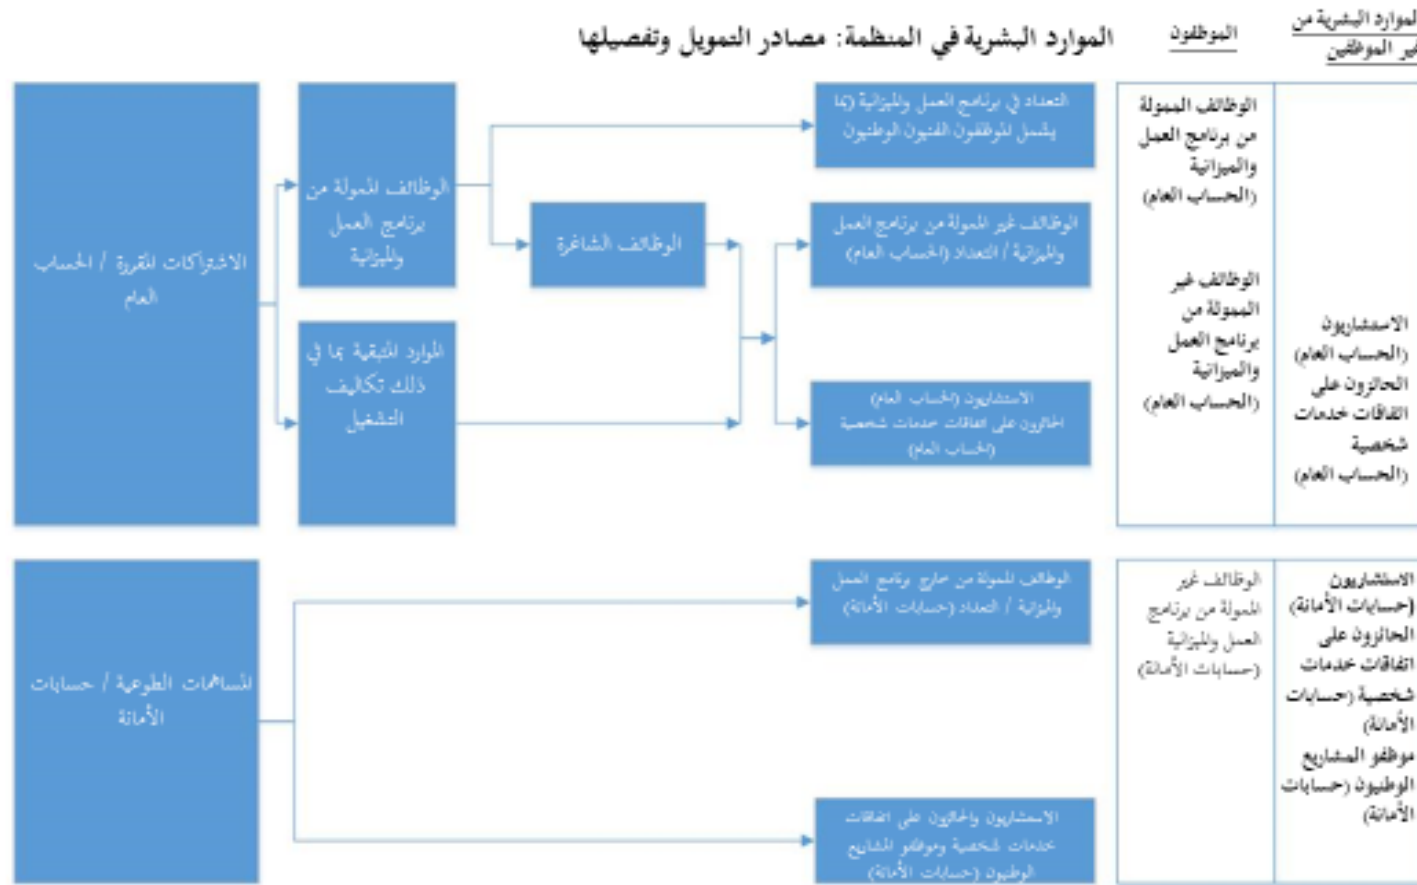 الموارد البشرية في المنظمة: مصادر التمويل وتفصيلها
الموظفون
الموارد البشرية من
غير الموظفين
الاشتراكات المقررة / الحساب
العام
الوظائف الممولة من
برنامج العمل
والميزانية
الموارد المتبقية بما في
ذلك تكاليف
التشغيل
الوظائف الشاغرة
التعداد في برنامج العمل والميزانية (بما
يشمل الموظفون الفنيون الوطنيون
الوظائف غير الممولة من برنامج العمل
والميزانية / التعداد (الحساب العام)
الاستشاريون (الحساب العام)
الحائزون على اتفاقات خدمات شخصية
(الحساب العام)
الوظائف الممولة
من برنامج العمل
والميزانية
(الحساب العام)
الوظائف غير
الممولة من
برنامج العمل
والميزانية
(الحساب العام)
الاستشاريون
(الحساب العام)
الحائزون على
اتفاقات خدمات
شخصية
(الحساب العام)
المساهمات الطوعية / حسابات
الأمانة
الوظائف الممولة من خارج برنامج العمل
والميزانية / التعداد (حسابات الأمانة)
الاستشاريون والحائزون على اتفاقات
خدمات شخصية وموظفو المشاريع
الوطنيون (حسابات الأمانة)
الوظائف غير
الممولة من برنامج
العمل والميزانية
(حسابات الأمانة)
الاستشاريون
(حسابات الأمانة)
الحائزون على
اتفاقات خدمات
شخصية (حسابات
الأمانة)
موظفو المشاريع
الوطنيون (حسابات
الأمانة)